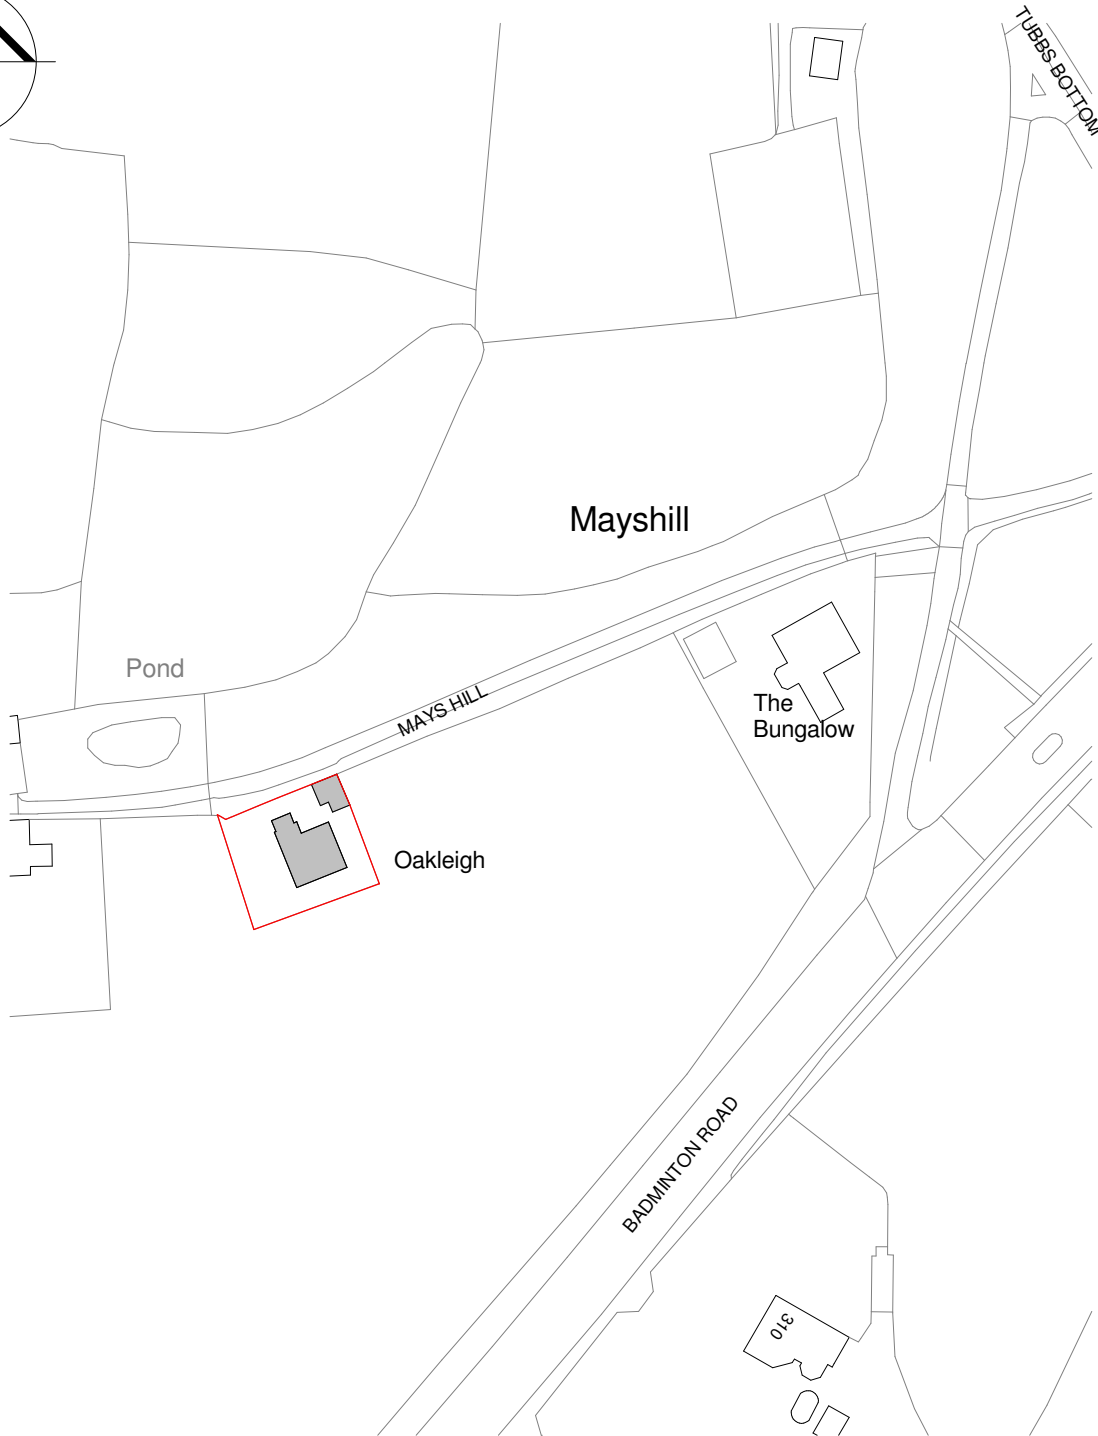 TUBBS BOTTOM
Mayshill
Pond
MAYS HILL
The
Bungalow
Oakleigh
BADMINTON ROAD
310